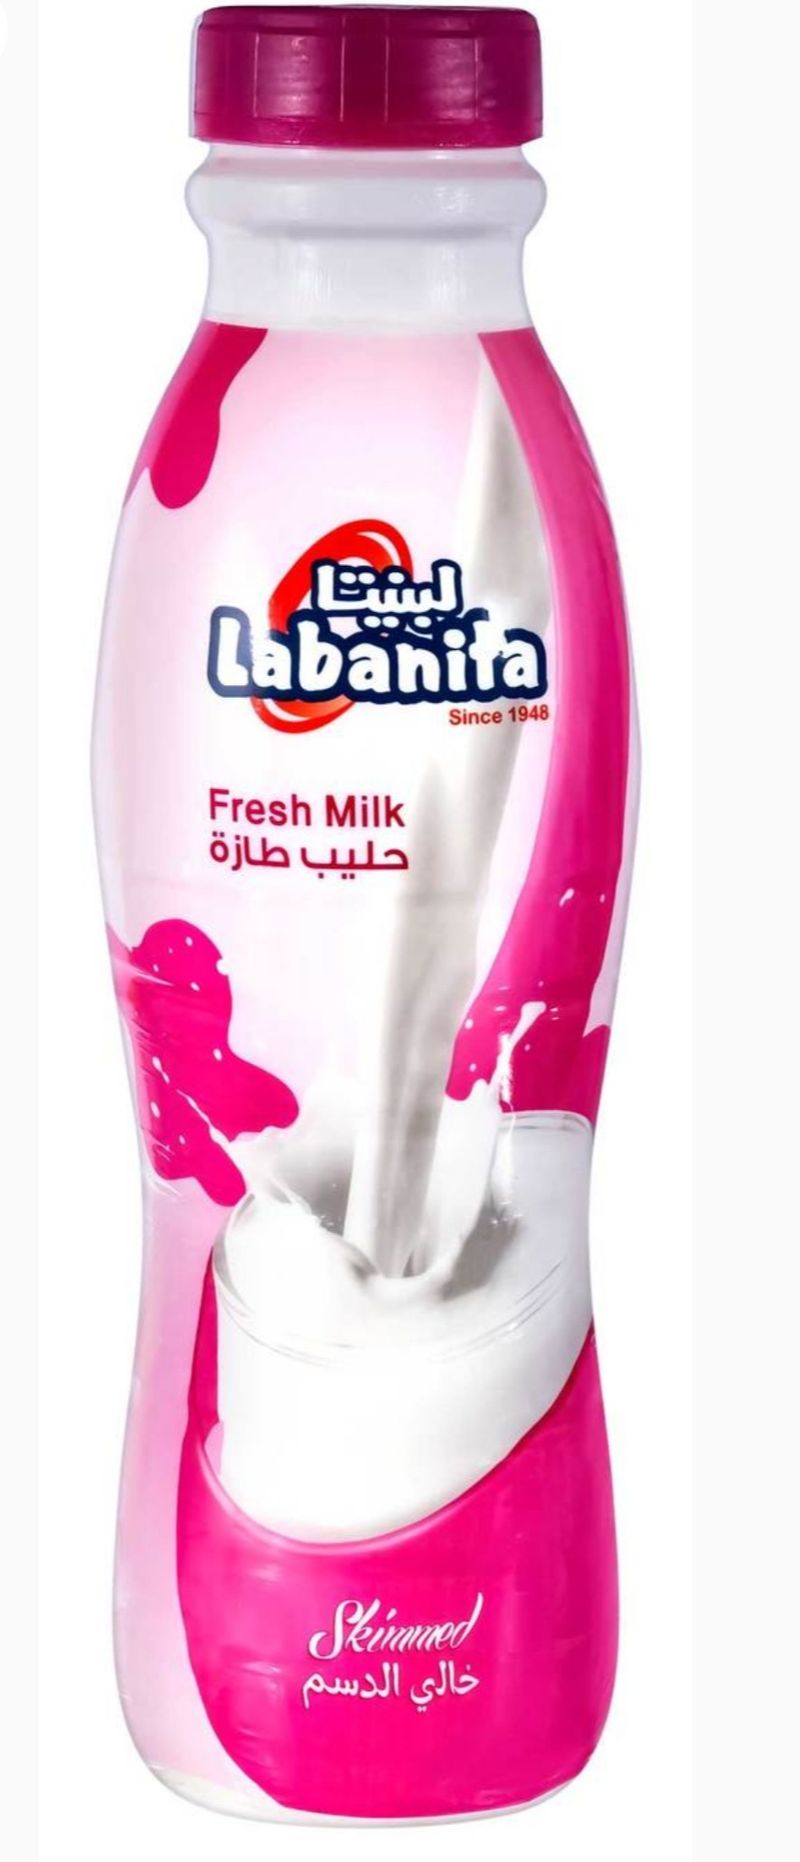 لبنيتا
Labanita
Since 1948
Fresh Milk
حليب طازة
Skimmed
خالي الدسم